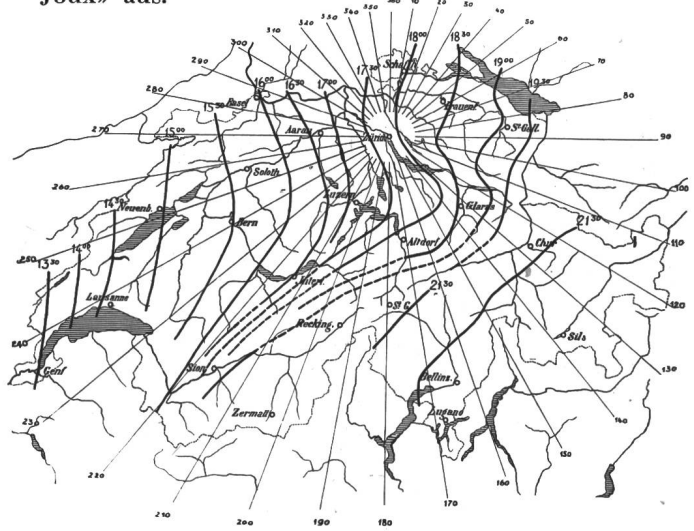 Joux» aus.
360
10
20
30
40
50
60
70
80
90
100
110
120
130
140
150
160
170
180
190
200
210
220
230
240
250
260
270
280
290
300
310
320
330
340
350
13 30
14 00
14 30
15 00
15 30
16 00
16 30
17 00
17 30
18 00
18 30
19 00
19 30
21 30
21 30
Basel
Aarau
Zürich
Frauenf.
St Gall.
Soloth.
Neuenb.
Bern
Luzern
Glarus
Altdorf
Chur
Interl.
Lausanne
Genf
Sion
Recking.
St G.
Sils
Bellinz.
Lugano
Zermatt